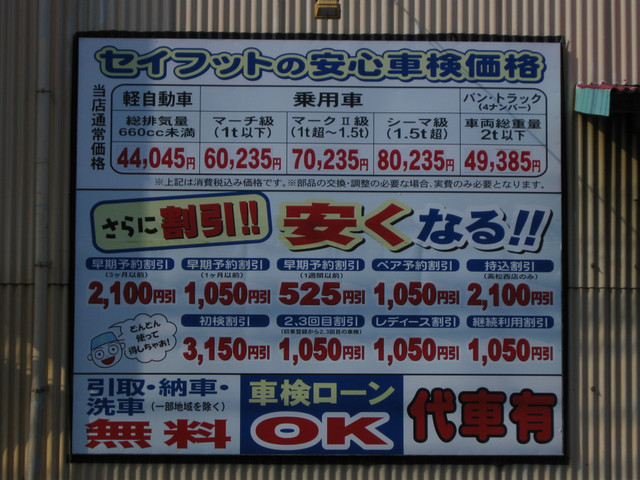 セイフットの安心車検価格
当店通常価格
軽自動車 乗用車 バン・トラック
(4ナンバー)
総排気量 マーチ級 マークⅡ級 シーマ級 車両総重量
660cc未満 (1t以下) (1t超〜1.5t) (1.5t超) 2t以下
44,045円 60,235円 70,235円 80,235円 49,385円
※上記は消費税込み価格です。※部品の交換・調整の必要な場合、実費のみ必要となります。
さらに割引!! 安くなる!!
早期予約割引 早期予約割引 早期予約割引 ペア予約割引 持込割引
(3ヶ月以前) (1ヶ月以前) (1週間以前) (高松西店のみ)
2,100円引 1,050円引 525円引 1,050円引 2,100円引
どんどん
使って
得しちゃお!
初検割引 2,3回目割引 レディース割引 継続利用割引
(初度登録から2,3回目の車検)
3,150円引 1,050円引 1,050円引 1,050円引
引取・納車・
洗車 (一部地域を除く)
無料
車検ローン
OK
代車有